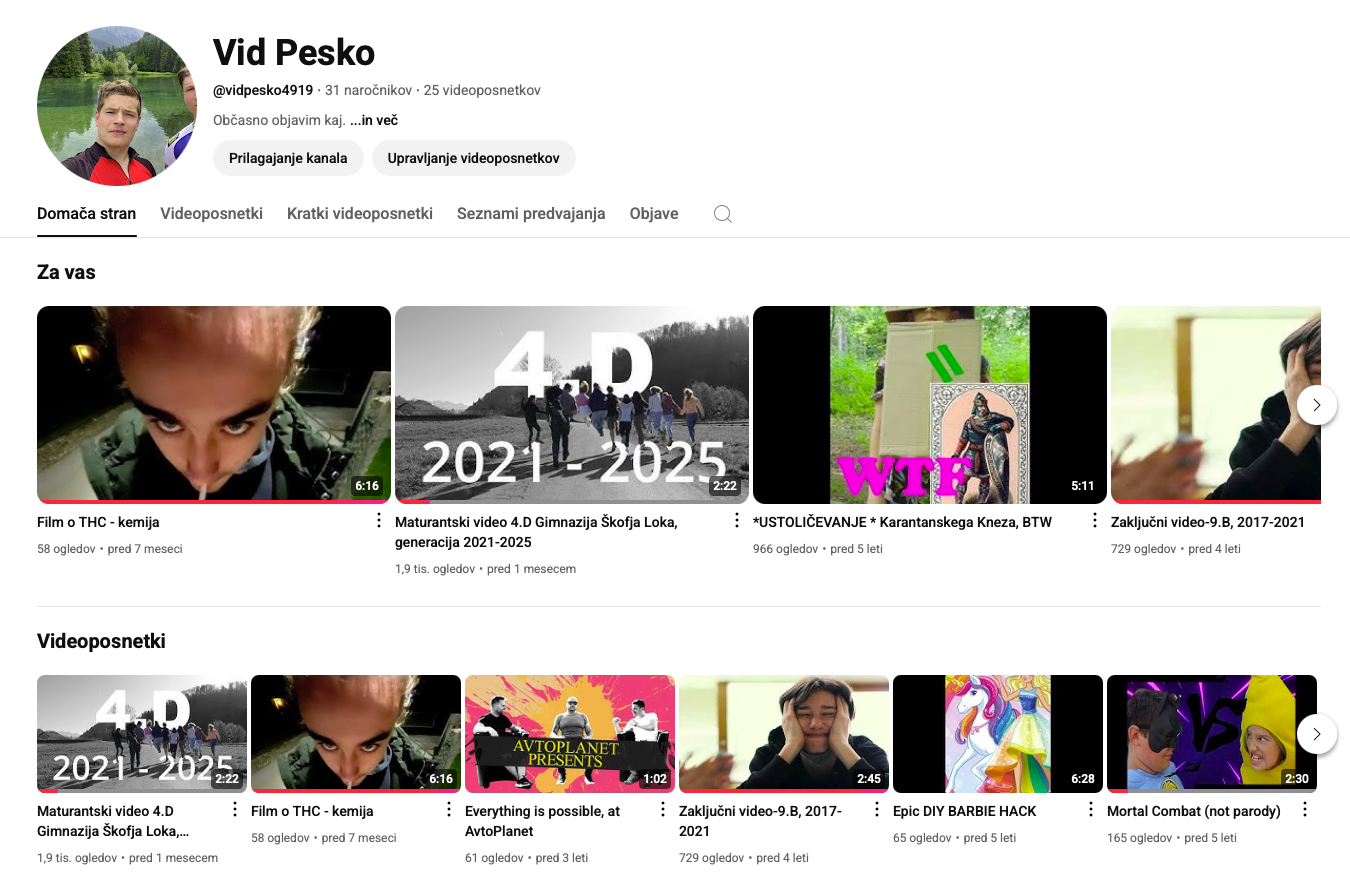 Vid Pesko
@vidpesko4919 · 31 naročnikov · 25 videoposnetkov
Občasno objavim kaj. ...in več
Prilagajanje kanala
Upravljanje videoposnetkov
Domača stran
Videoposnetki
Kratki videoposnetki
Seznami predvajanja
Objave
Za vas
6:16
4.D
2021 - 2025
2:22
WTF
5:11
Film o THC - kemija
58 ogledov • pred 7 meseci
Maturantski video 4.D Gimnazija Škofja Loka,
generacija 2021-2025
1,9 tis. ogledov • pred 1 mesecem
*USTOLIČEVANJE * Karantanskega Kneza, BTW
966 ogledov • pred 5 leti
Zaključni video-9.B, 2017-2021
729 ogledov • pred 4 leti
Videoposnetki
4.D
2021 - 2025
2:22
6:16
AVTOPLANET
PRESENTS
1:02
2:45
6:28
VS
2:30
Maturantski video 4.D
Gimnazija Škofja Loka,...
1,9 tis. ogledov • pred 1 mesecem
Film o THC - kemija
58 ogledov • pred 7 meseci
Everything is possible, at
AvtoPlanet
61 ogledov • pred 3 leti
Zaključni video-9.B, 2017-
2021
729 ogledov • pred 4 leti
Epic DIY BARBIE HACK
65 ogledov • pred 5 leti
Mortal Combat (not parody)
165 ogledov • pred 5 leti